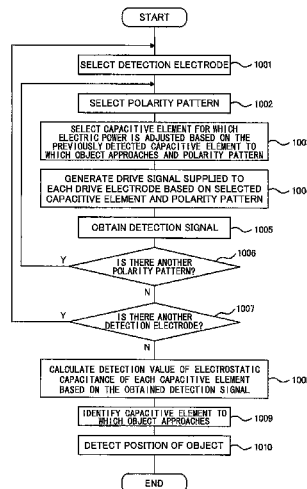 START
SELECT DETECTION ELECTRODE
1001
SELECT POLARITY PATTERN
1002
SELECT CAPACITIVE ELEMENT FOR WHICH
ELECTRIC POWER IS ADJUSTED BASED ON THE
PREVIOUSLY DETECTED CAPACITIVE ELEMENT TO
WHICH OBJECT APPROACHES AND POLARITY PATTERN
GENERATE DRIVE SIGNAL SUPPLIED TO
EACH DRIVE ELECTRODE BASED ON SELECTED
CAPACITIVE ELEMENT AND POLARITY PATTERN
OBTAIN DETECTION SIGNAL
1005
1006
Y
IS THERE ANOTHER
POLARITY PATTERN?
N
1007
Y
IS THERE ANOTHER
DETECTION ELECTRODE?
N
CALCULATE DETECTION VALUE OF ELECTROSTATIC
CAPACITANCE OF EACH CAPACITIVE ELEMENT
BASED ON THE OBTAINED DETECTION SIGNAL
IDENTIFY CAPACITIVE ELEMENT TO
WHICH OBJECT APPROACHES
1009
DETECT POSITION OF OBJECT
1010
END